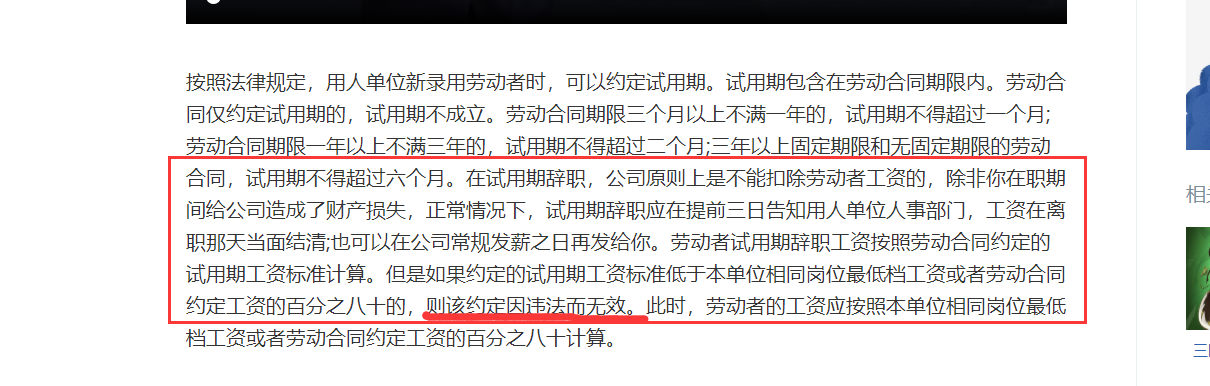 按照法律规定，用人单位新录用劳动者时，可以约定试用期。试用期包含在劳动合同期限内。劳动合
同仅约定试用期的，试用期不成立。劳动合同期限三个月以上不满一年的，试用期不得超过一个月;
劳动合同期限一年以上不满三年的，试用期不得超过二个月;三年以上固定期限和无固定期限的劳动
合同，试用期不得超过六个月。在试用期辞职，公司原则上是不能扣除劳动者工资的，除非你在职期
间给公司造成了财产损失，正常情况下，试用期辞职应在提前三日告知用人单位人事部门，工资在离
职那天当面结清;也可以在公司常规发薪之日再发给你。劳动者试用期辞职工资按照劳动合同约定的
试用期工资标准计算。但是如果约定的试用期工资标准低于本单位相同岗位最低档工资或者劳动合同
约定工资的百分之八十的，则该约定因违法而无效。此时，劳动者的工资应按照本单位相同岗位最低
档工资或者劳动合同约定工资的百分之八十计算。